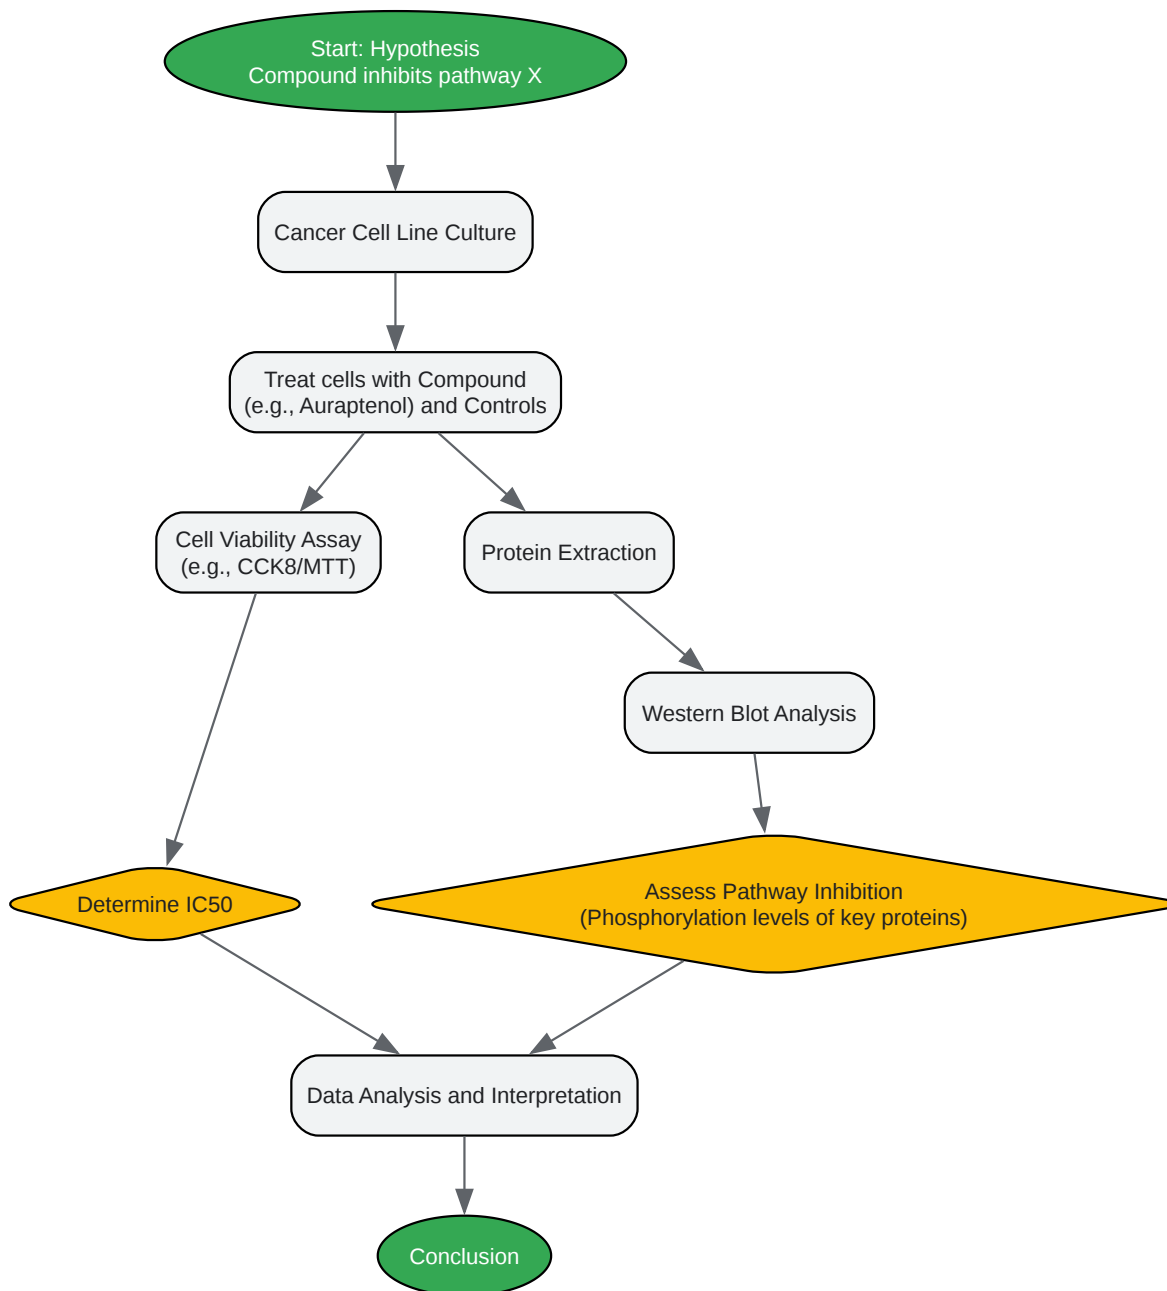 Start: Hypothesis
Compound inhibits pathway X
Cancer Cell Line Culture
Treat cells with Compound
(e.g., Auraptenol) and Controls
Cell Viability Assay
(e.g., CCK8/MTT)
Protein Extraction
Western Blot Analysis
Determine IC50
Assess Pathway Inhibition
(Phosphorylation levels of key proteins)
Data Analysis and Interpretation
Conclusion